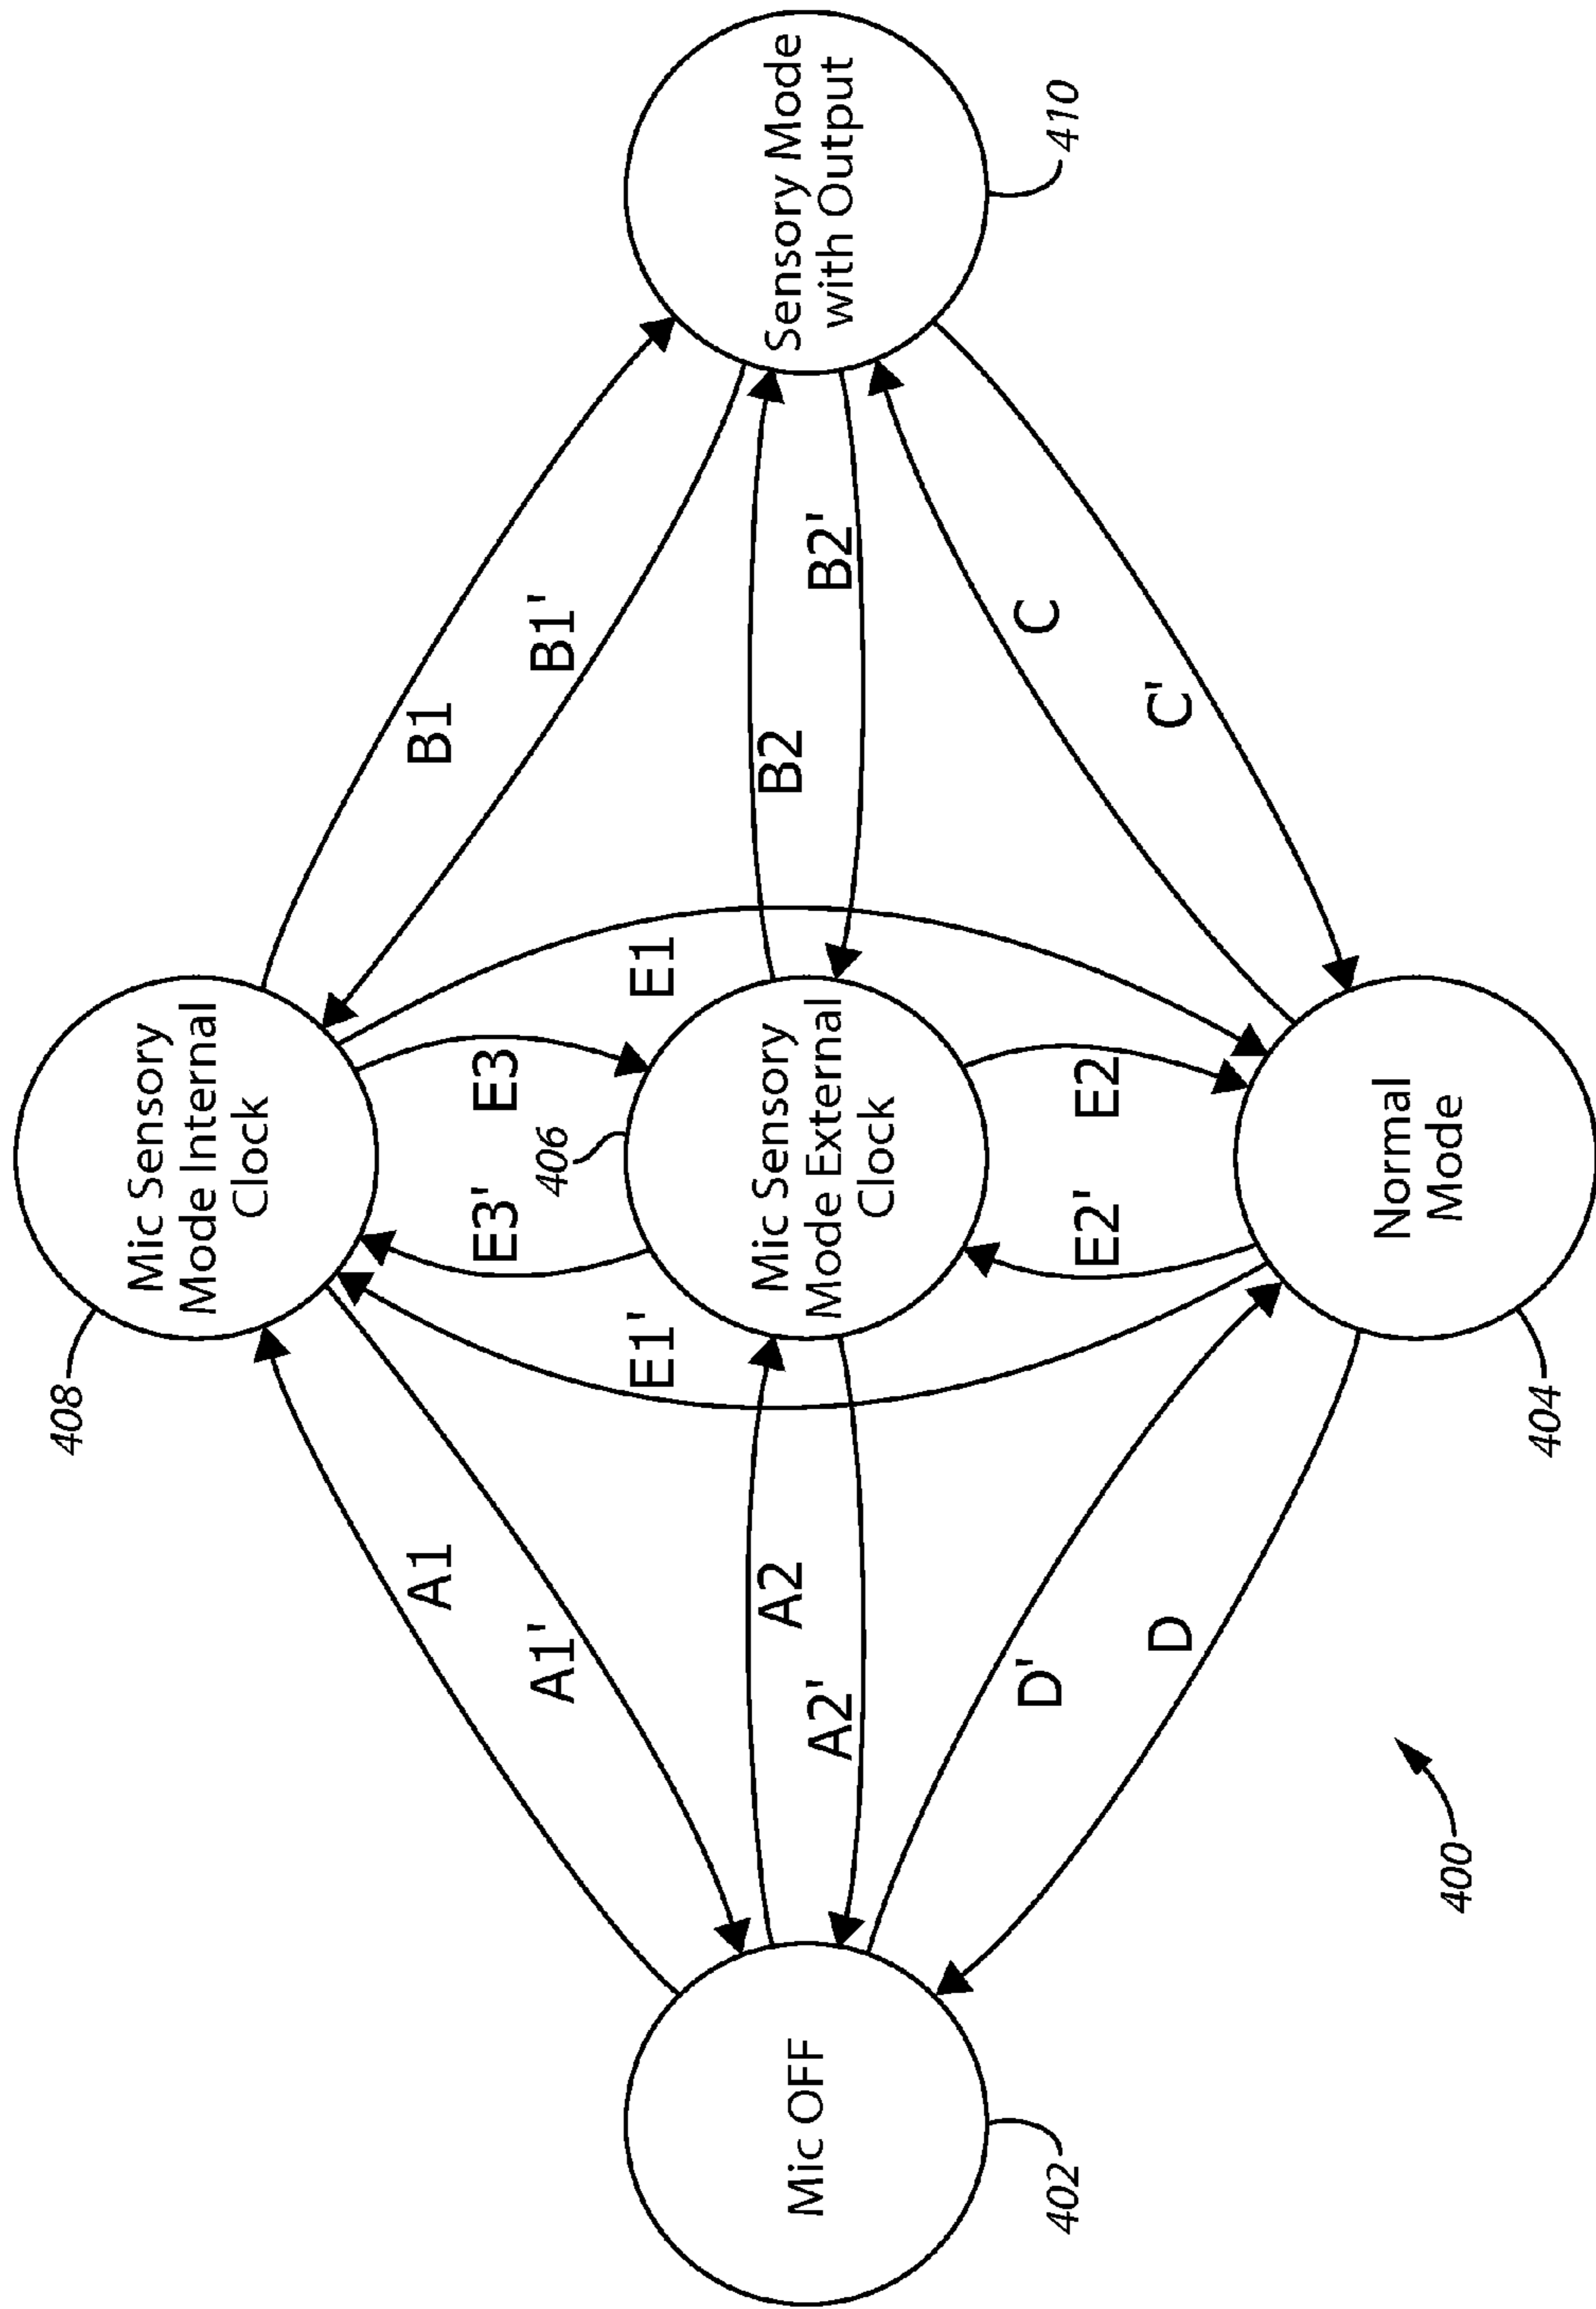 408
Mic Sensory
Mode Internal
Clock
A1
B1
A1'
B1'
E3'
E3
406
E1'
E1
Mic OFF
402
A2
A2'
Mic Sensory
Mode External
Clock
B2
B2'
Sensory Mode
with Output
410
D'
E2'
E2
C
D
C'
Normal
Mode
400
404